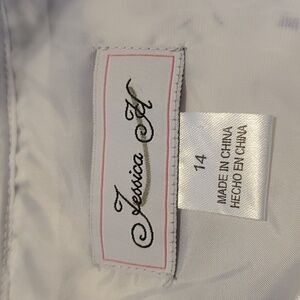 Jessica H
14
MADE IN CHINA
HECHO EN CHINA